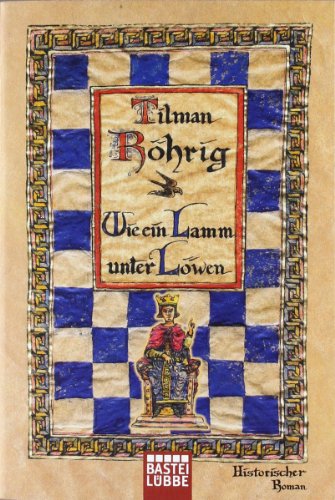 Tilman
Röhrig
Wie ein Lamm
unter Löwen
BASTEI
LÜBBE
Historischer
Roman